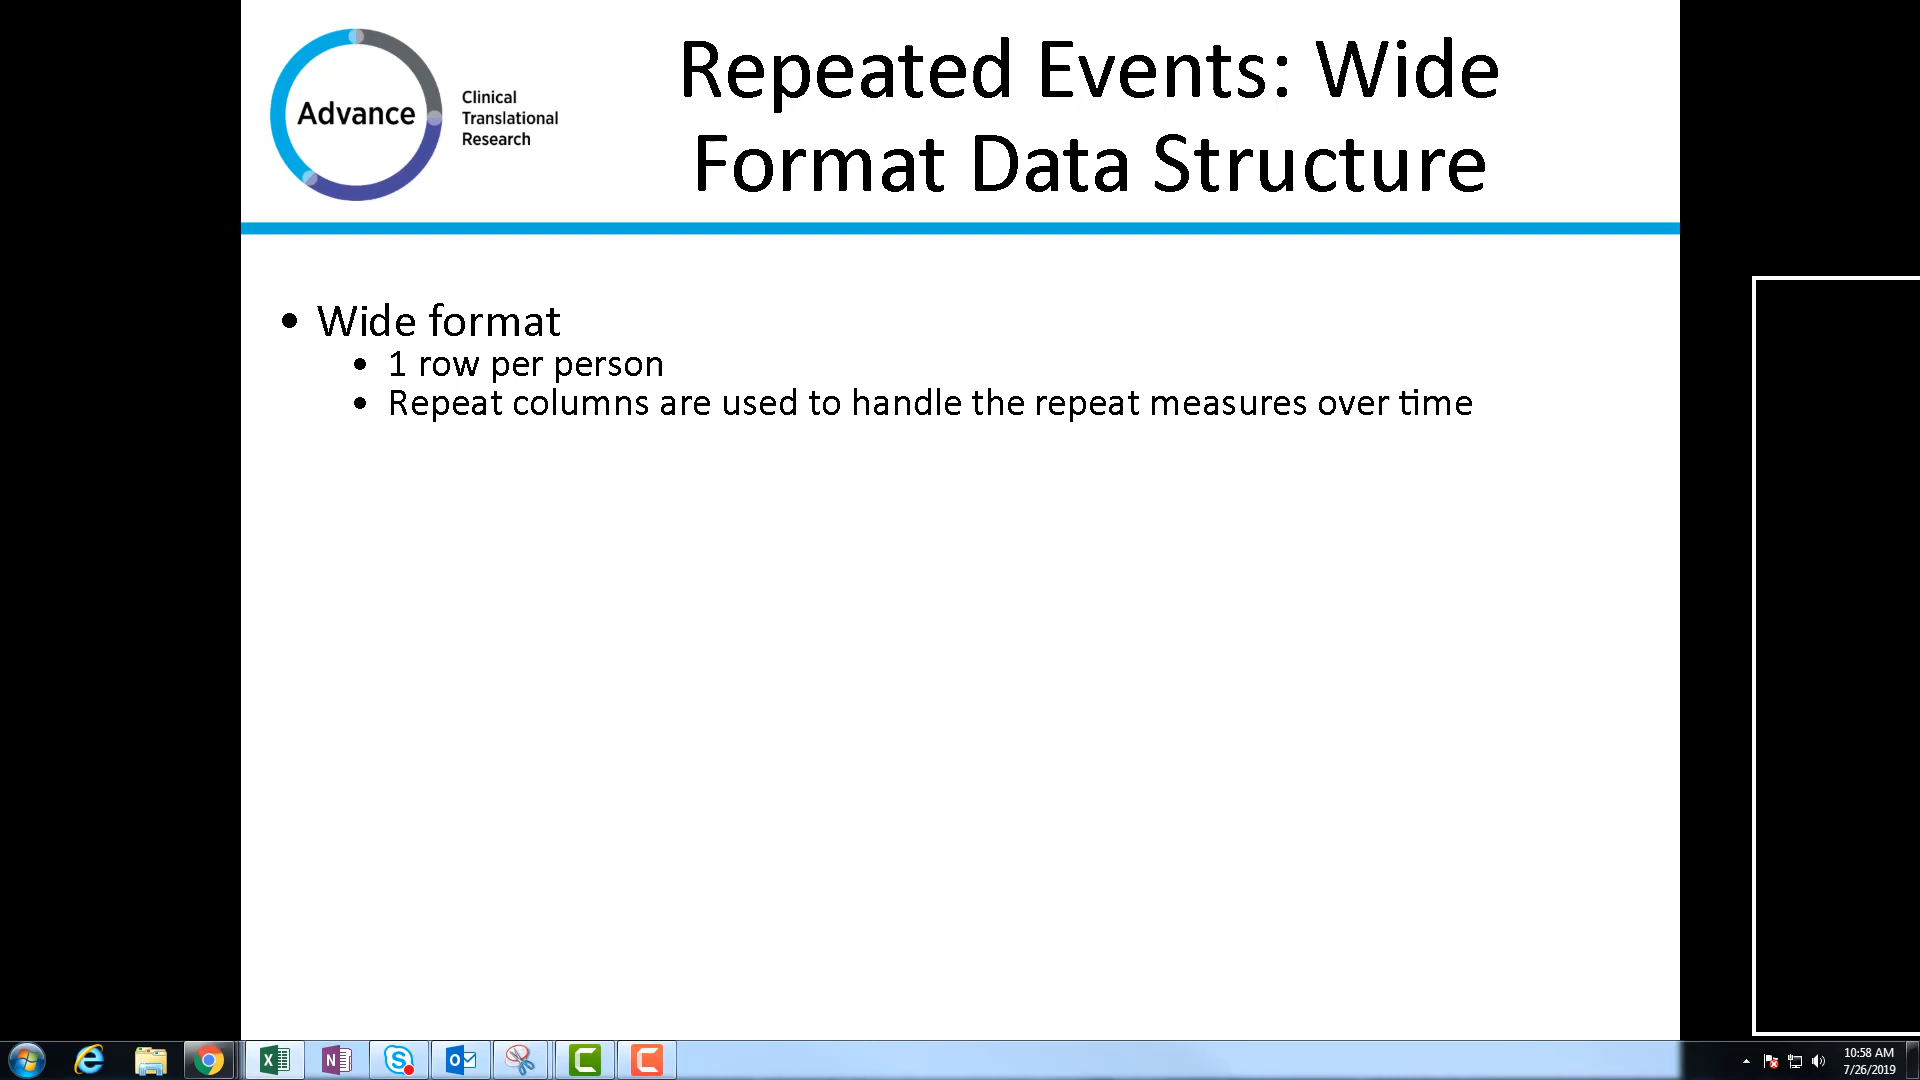 Advance
Clinical
Translational
Research
Repeated Events: Wide
Format Data Structure
• Wide format
• 1 row per person
• Repeat columns are used to handle the repeat measures over time
10:58 AM
7/26/2019